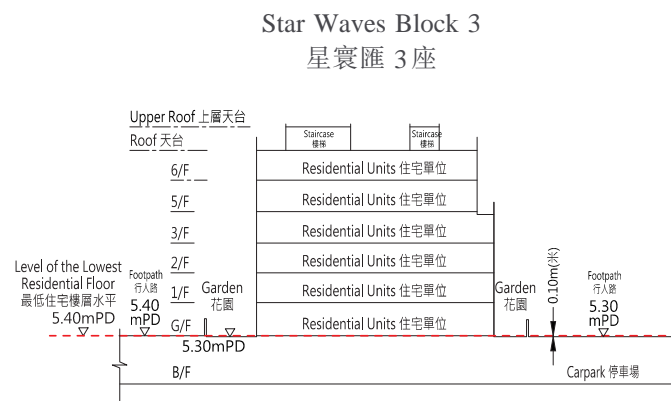 Star Waves Block 3
星寰匯 3座
Upper Roof 上層天台
Roof 天台
Staircase
樓梯
Staircase
樓梯
6/F
Residential Units 住宅單位
5/F
Residential Units 住宅單位
3/F
Residential Units 住宅單位
2/F
Residential Units 住宅單位
1/F
Residential Units 住宅單位
G/F
Residential Units 住宅單位
Level of the Lowest
Residential Floor
最低住宅樓層水平
5.40mPD
Footpath
行人路
5.40
mPD
Garden
花園
5.30mPD
Garden
花園
0.10m(米)
Footpath
行人路
5.30
mPD
B/F
Carpark 停車場